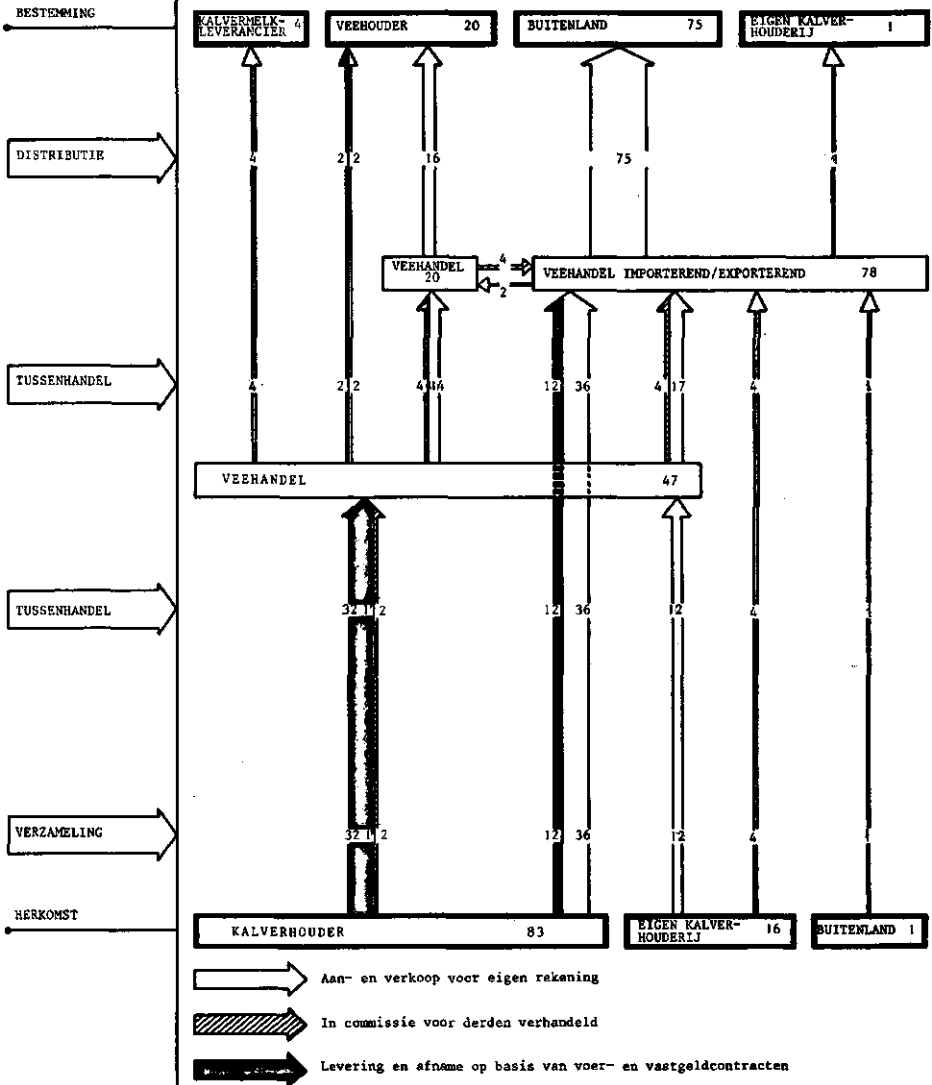 BESTEMMING
KALVERMELK- 4
LEVERANCIER
VEEHOUDER 20
BUITENLAND 75
EIGEN KALVER-
HOUDERIJ 1
DISTRIBUTIE
4 2 2 16 75
VEEHANDEL
20
4
2
VEEHANDEL IMPORTEREND/EXPORTEREND 78
TUSSENHANDEL
4 2 2 4 14 12 36 4 17 4
VEEHANDEL 47
TUSSENHANDEL
32 1 2 12 36 12 4
VERZAMELING
32 1 2 12 36 12 4
HERKOMST
KALVERHOUDER 83
EIGEN KALVER-
HOUDERIJ 16
BUITENLAND 1
Aan- en verkoop voor eigen rekening
In commissie voor derden verhandeld
Levering en afname op basis van voer- en vastgeldcontracten